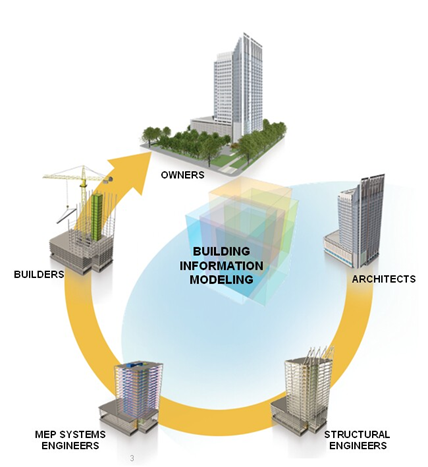 OWNERS
BUILDING
INFORMATION
MODELING
BUILDERS
ARCHITECTS
MEP SYSTEMS
ENGINEERS
STRUCTURAL
ENGINEERS
3